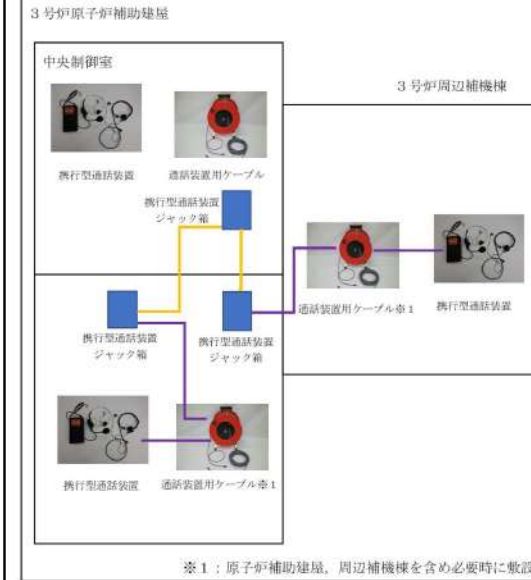 3号炉原子炉補助建屋
中央制御室
3号炉周辺補機棟
携行型通話装置
通話装置用ケーブル
携行型通話装置
ジャック箱
通話装置用ケーブル※1
携行型通話装置
携行型通話装置
ジャック箱
携行型通話装置
ジャック箱
携行型通話装置
通話装置用ケーブル※1
※1:原子炉補助建屋,周辺補機棟を含め必要時に敷設